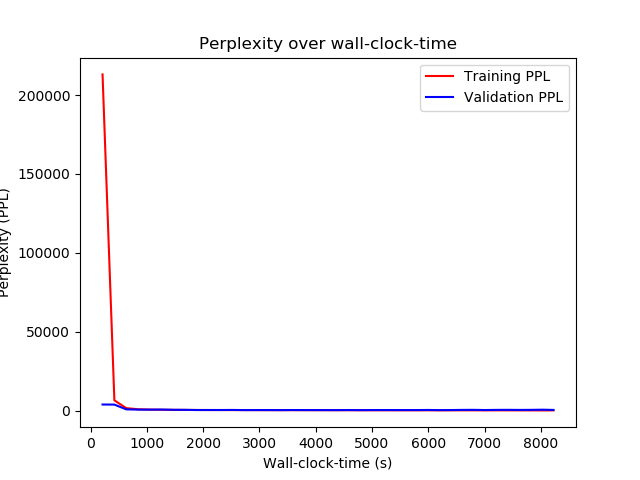 Perplexity over wall-clock-time
Training PPL
Validation PPL
200000
150000
100000
50000
0
Perplexity (PPL)
0 1000 2000 3000 4000 5000 6000 7000 8000
Wall-clock-time (s)